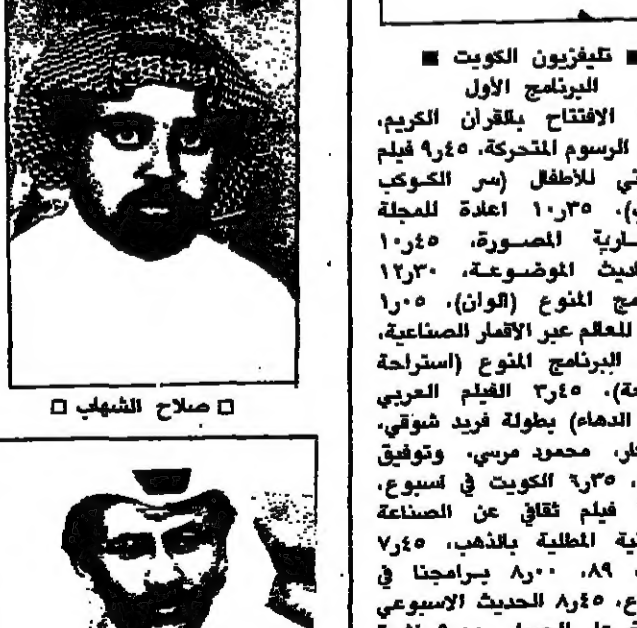 ■ تليفزيون الكويت ■
البرنامج الأول
الافتتاح بالقرآن الكريم،
الرسوم المتحركة، ٩٫٤٥ فيلم
للأطفال (سر الكوكب
١٠٫٣٥ اعادة للمجلة
المصورة، ١٠٫٤٥
الموضوعة، ١٢٫٣٠
المنوع (الوان)، ١٫٠٥
للعالم عبر الأقمار الصناعية،
البرنامج المنوع (استراحة
٣٫٤٥ الفيلم العربي
الدهاء) بطولة فريد شوقي،
محمود مرسي، وتوفيق
٦٫٣٥ الكويت في اسبوع،
فيلم ثقافي عن الصناعة
المطلية بالذهب، ٧٫٤٥
٨٩، ٨٫٠٠ برامجنا في
٨٫٤٥ الحديث الاسبوعي
□ صلاح الشهاب □